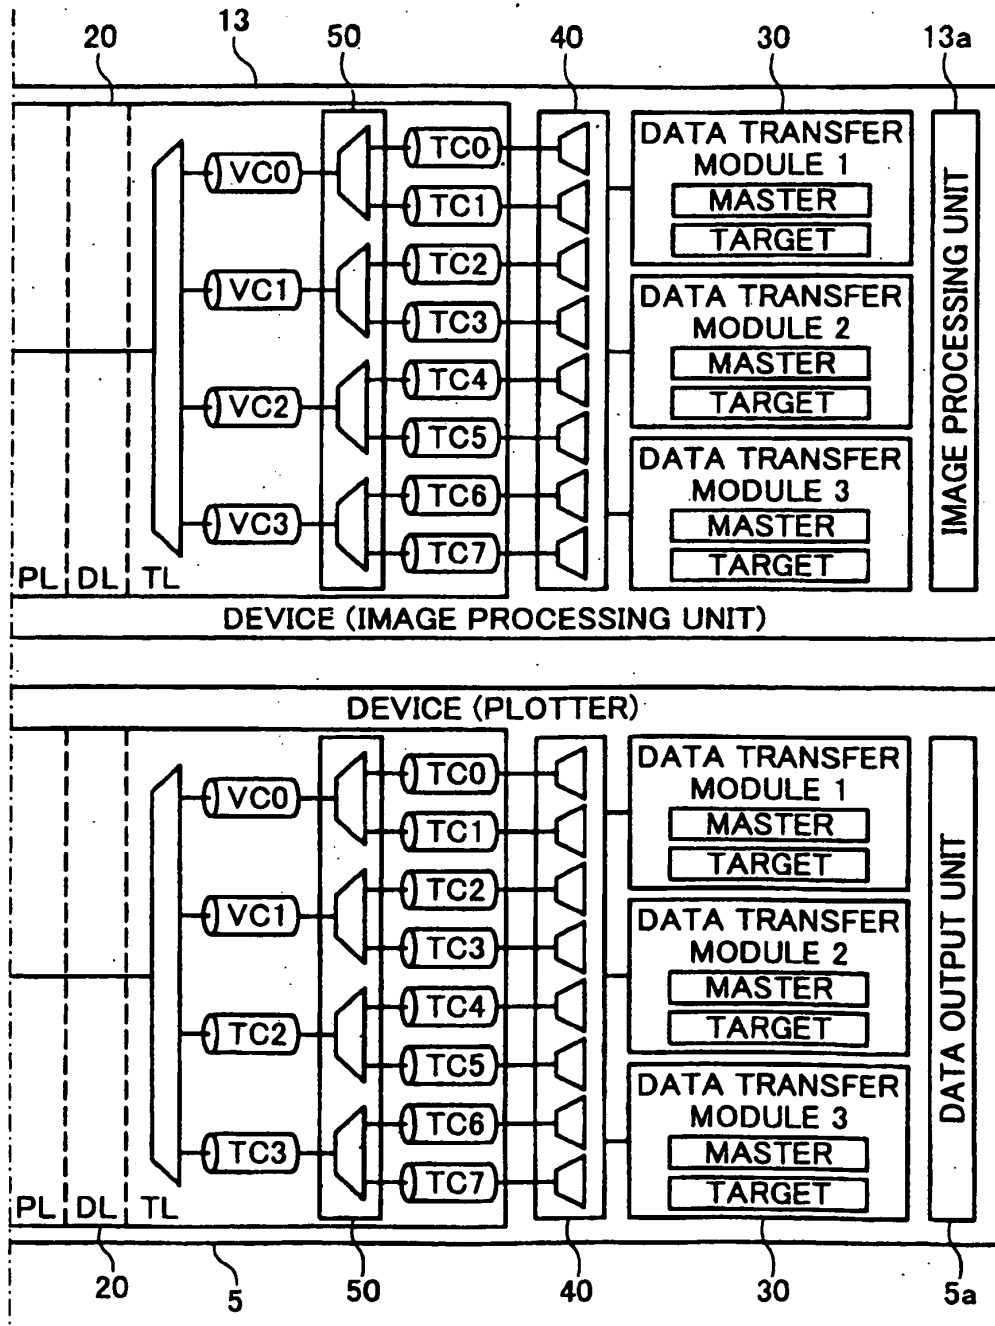 20 13 50 40 30 13a
VC0
VC1
VC2
VC3
TC0
TC1
TC2
TC3
TC4
TC5
TC6
TC7
DATA TRANSFER
MODULE 1
MASTER
TARGET
DATA TRANSFER
MODULE 2
MASTER
TARGET
DATA TRANSFER
MODULE 3
MASTER
TARGET
IMAGE PROCESSING UNIT
PL DL TL
DEVICE (IMAGE PROCESSING UNIT)
DEVICE (PLOTTER)
VC0
VC1
TC2
TC3
TC0
TC1
TC2
TC3
TC4
TC5
TC6
TC7
DATA TRANSFER
MODULE 1
MASTER
TARGET
DATA TRANSFER
MODULE 2
MASTER
TARGET
DATA TRANSFER
MODULE 3
MASTER
TARGET
DATA OUTPUT UNIT
PL DL TL
20 5 50 40 30 5a